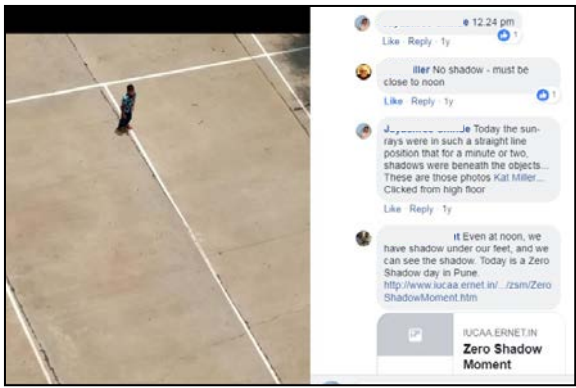 12.24 pm
1
Like · Reply · 1y
iller No shadow - must be
close to noon
1
Like · Reply · 1y
Today the sun-
rays were in such a straight line
position that for a minute or two,
shadows were beneath the objects...
These are those photos Kat Miller...
Clicked from high floor
Like · Reply · 1y
it Even at noon, we
have shadow under our feet, and we
can see the shadow. Today is a Zero
Shadow day in Pune.
http://www.iucaa.ernet.in/.../zsm/Zero
ShadowMoment.htm
IUCAA.ERNET.IN
Zero Shadow
Moment